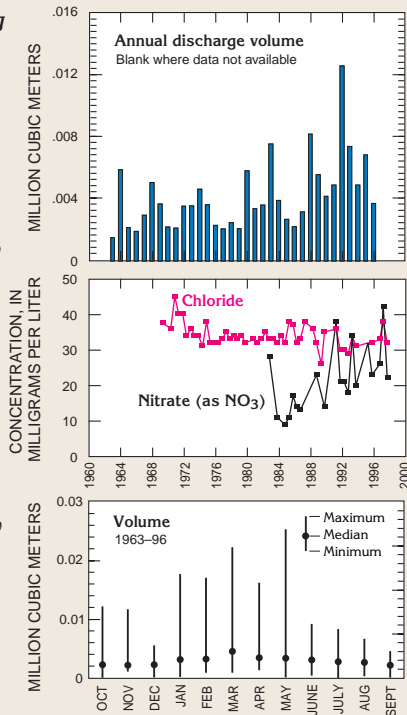 MILLION CUBIC METERS
.016
.012
.008
.004
0
Annual discharge volume
Blank where data not available
CONCENTRATION, IN
MILLIGRAMS PER LITER
50
40
30
20
10
0
Chloride
Nitrate (as NO3)
1960
1964
1968
1972
1976
1980
1984
1988
1992
1996
2000
MILLION CUBIC METERS
0.03
0.02
0.01
0
Volume
1963–96
Maximum
Median
Minimum
OCT
NOV
DEC
JAN
FEB
MAR
APR
MAY
JUNE
JULY
AUG
SEPT